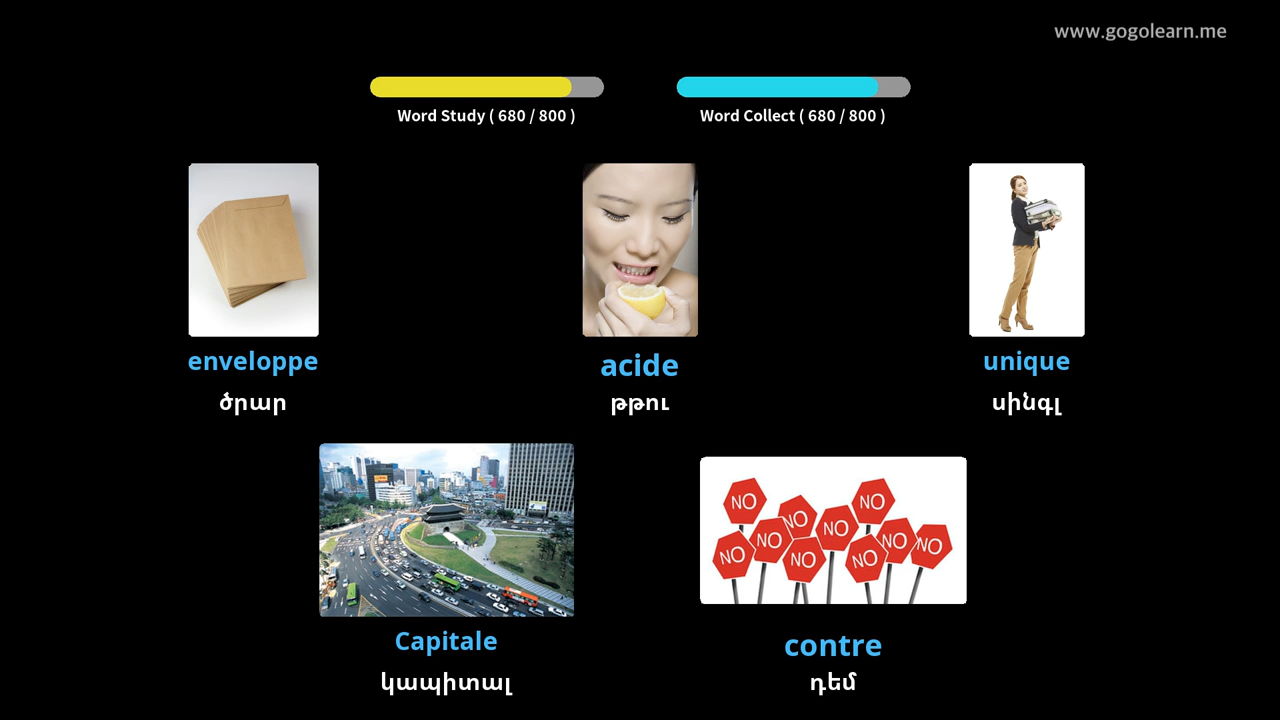 www.gogolearn.me
Word Study ( 680 / 800 )
Word Collect ( 680 / 800 )
enveloppe
ծրար
acide
թթու
unique
սինգլ
NO
NO
NO
NO
NO
NO
NO
NO
NO
NO
Capitale
կապիտալ
contre
դեմ